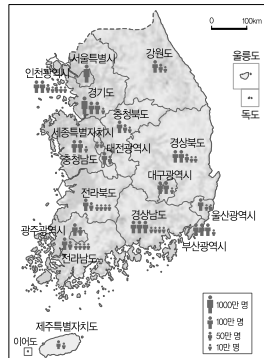 0 100km
서울특별시
강원도
울릉도
인천광역시
경기도
독도
충청북도
세종특별자치시
경상북도
대전광역시
충청남도
대구광역시
전라북도
울산광역시
경상남도
광주광역시
부산광역시
전라남도
1000만 명
100만 명
50만 명
10만 명
제주특별자치도
이어도